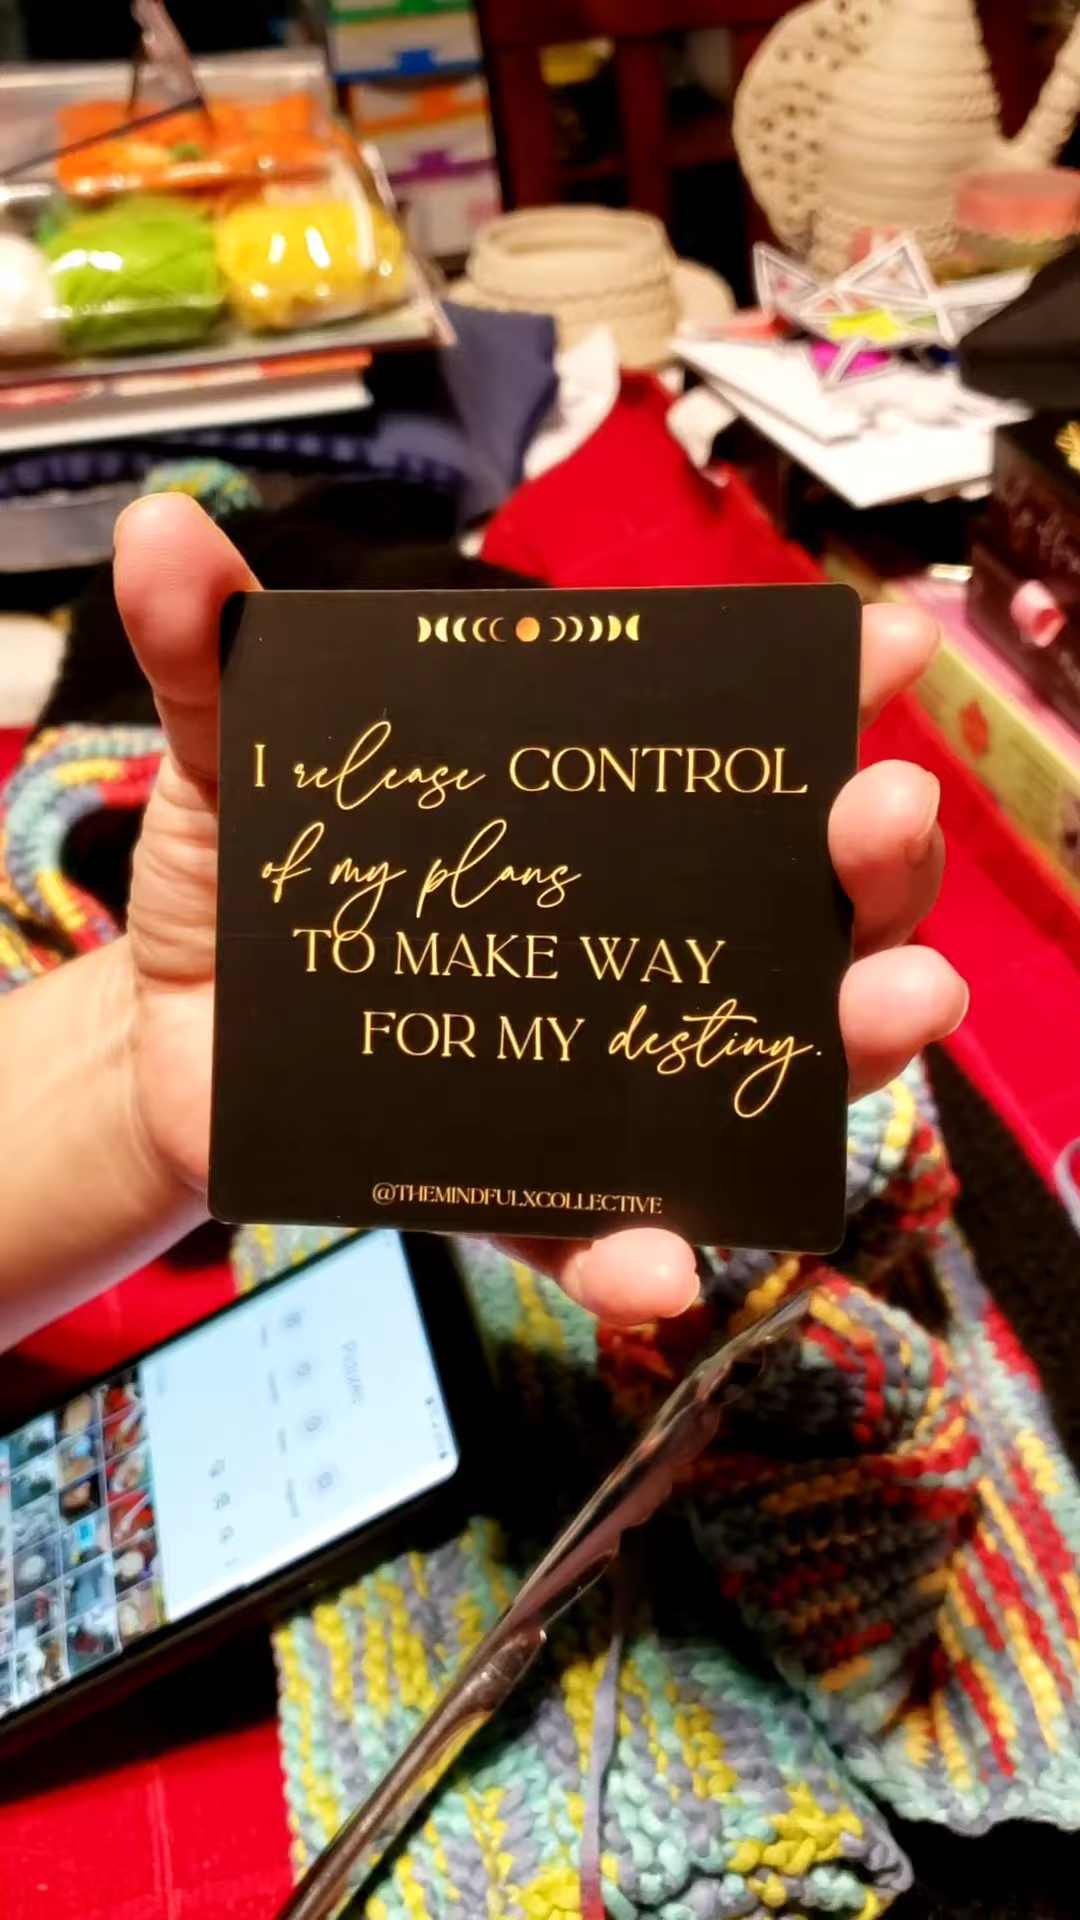 I release CONTROL
of my plans
TO MAKE WAY
FOR MY destiny.
@THEMINDFULXCOLLECTIVE